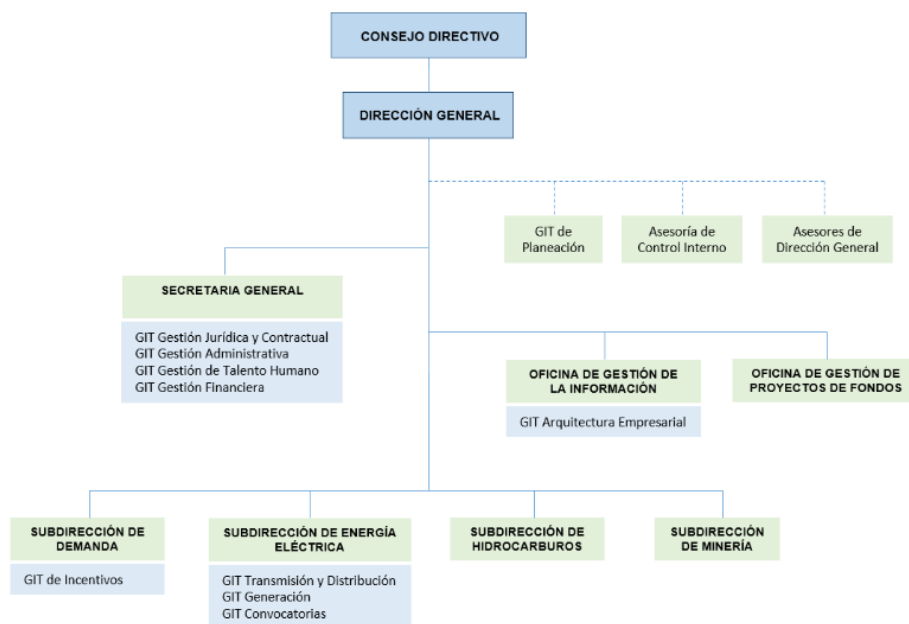 CONSEJO DIRECTIVO
DIRECCIÓN GENERAL
GIT de
Planeación
Asesoría de
Control Interno
Asesores de
Dirección General
SECRETARIA GENERAL
GIT Gestión Jurídica y Contractual
GIT Gestión Administrativa
GIT Gestión de Talento Humano
GIT Gestión Financiera
OFICINA DE GESTIÓN DE
LA INFORMACIÓN
GIT Arquitectura Empresarial
OFICINA DE GESTIÓN DE
PROYECTOS DE FONDOS
SUBDIRECCIÓN DE
DEMANDA
GIT de Incentivos
SUBDIRECCIÓN DE ENERGÍA
ELÉCTRICA
GIT Transmisión y Distribución
GIT Generación
GIT Convocatorias
SUBDIRECCIÓN DE
HIDROCARBUROS
SUBDIRECCIÓN
DE MINERÍA